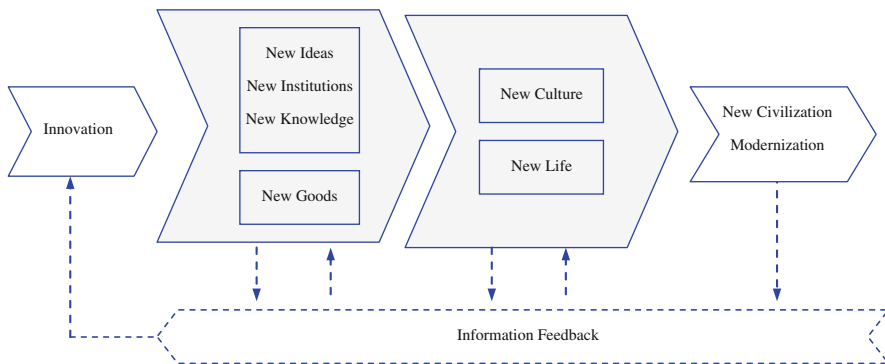 Innovation
New Ideas
New Institutions
New Knowledge
New Goods
New Culture
New Life
New Civilization
Modernization
Information Feedback